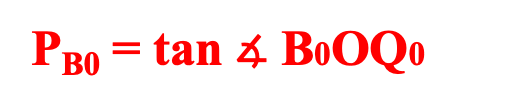 P_B0 = tan ∡ B0OQ0